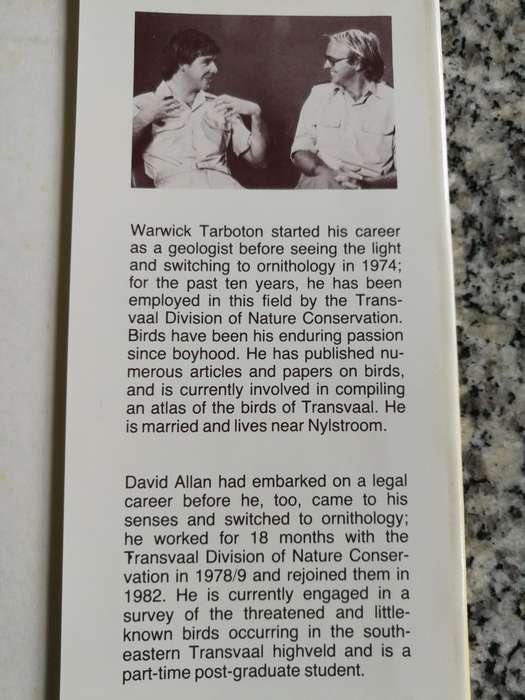 Warwick Tarboton started his career
as a geologist before seeing the light
and switching to ornithology in 1974;
for the past ten years, he has been
employed in this field by the Trans-
vaal Division of Nature Conservation.
Birds have been his enduring passion
since boyhood. He has published nu-
merous articles and papers on birds,
and is currently involved in compiling
an atlas of the birds of Transvaal. He
is married and lives near Nylstroom.
David Allan had embarked on a legal
career before he, too, came to his
senses and switched to ornithology;
he worked for 18 months with the
Transvaal Division of Nature Conser-
vation in 1978/9 and rejoined them in
1982. He is currently engaged in a
survey of the threatened and little-
known birds occurring in the south-
eastern Transvaal highveld and is a
part-time post-graduate student.